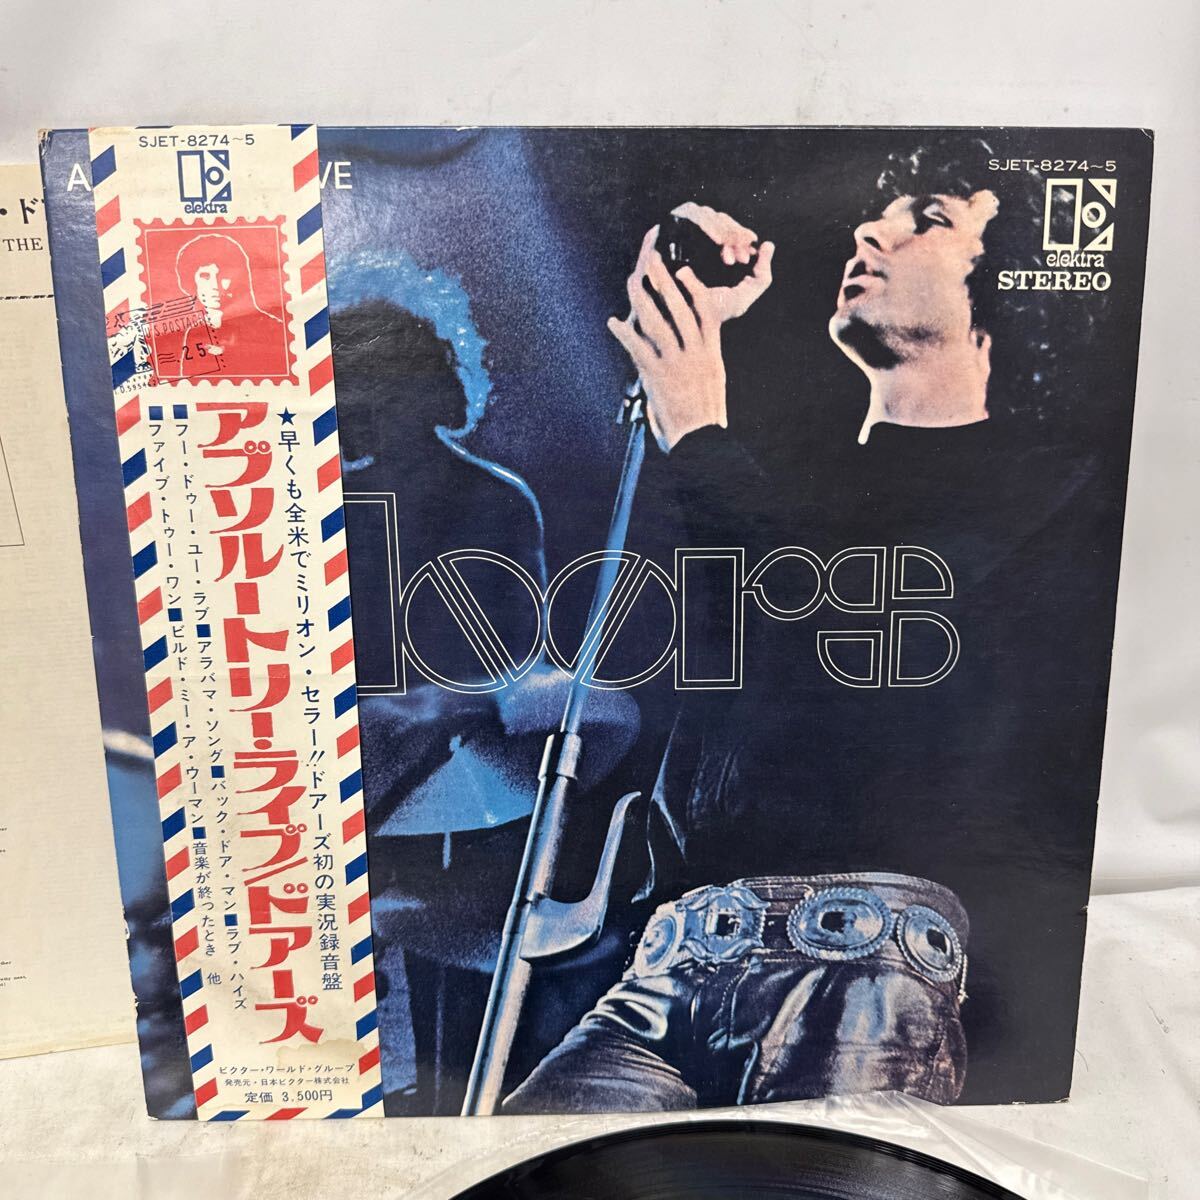 ・ド
THE
SJET-8274~5
elektra
U.S. POSTAGE
25
★早くも全米でミリオン・セラー!!ドアーズ初の実況録音盤
アブソルートリー・ライブ/ドアーズ
■フー・ドゥー・ユー・ラブ■アラバマ・ソング■バック・ドア・マン■ラブ・ハイズ
■ファイブ・トゥー・ワン■ビルド・ミー・ア・ウーマン■音楽が終ったとき 他
ビクター・ワールド・グループ
発売元・日本ビクター株式会社
定価 3,500円
A
VE
SJET-8274~5
elektra
STEREO
oors